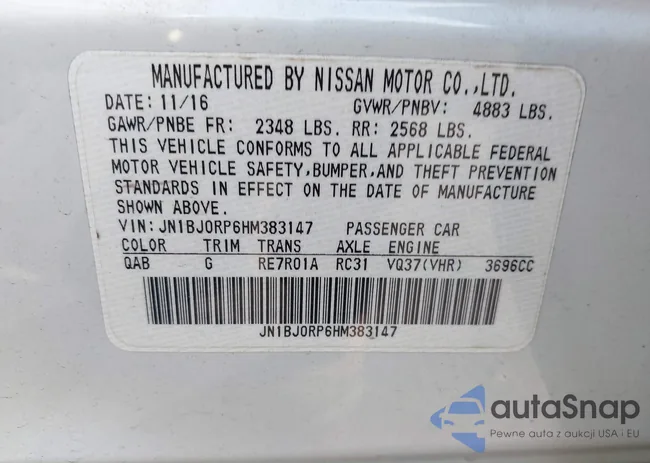 MANUFACTURED BY NISSAN MOTOR CO.,LTD.
DATE: 11/16 GVWR/PNBV: 4883 LBS.
GAWR/PNBE FR: 2348 LBS. RR: 2568 LBS.
THIS VEHICLE CONFORMS TO ALL APPLICABLE FEDERAL
MOTOR VEHICLE SAFETY,BUMPER,AND THEFT PREVENTION
STANDARDS IN EFFECT ON THE DATE OF MANUFACTURE
SHOWN ABOVE.
VIN: JN1BJ0RP6HM383147 PASSENGER CAR
COLOR TRIM TRANS AXLE ENGINE
QAB G RE7R01A RC31 VQ37(VHR) 3696CC
JN1BJ0RP6HM383147
autaSnap
Pewne auta z aukcji USA i EU